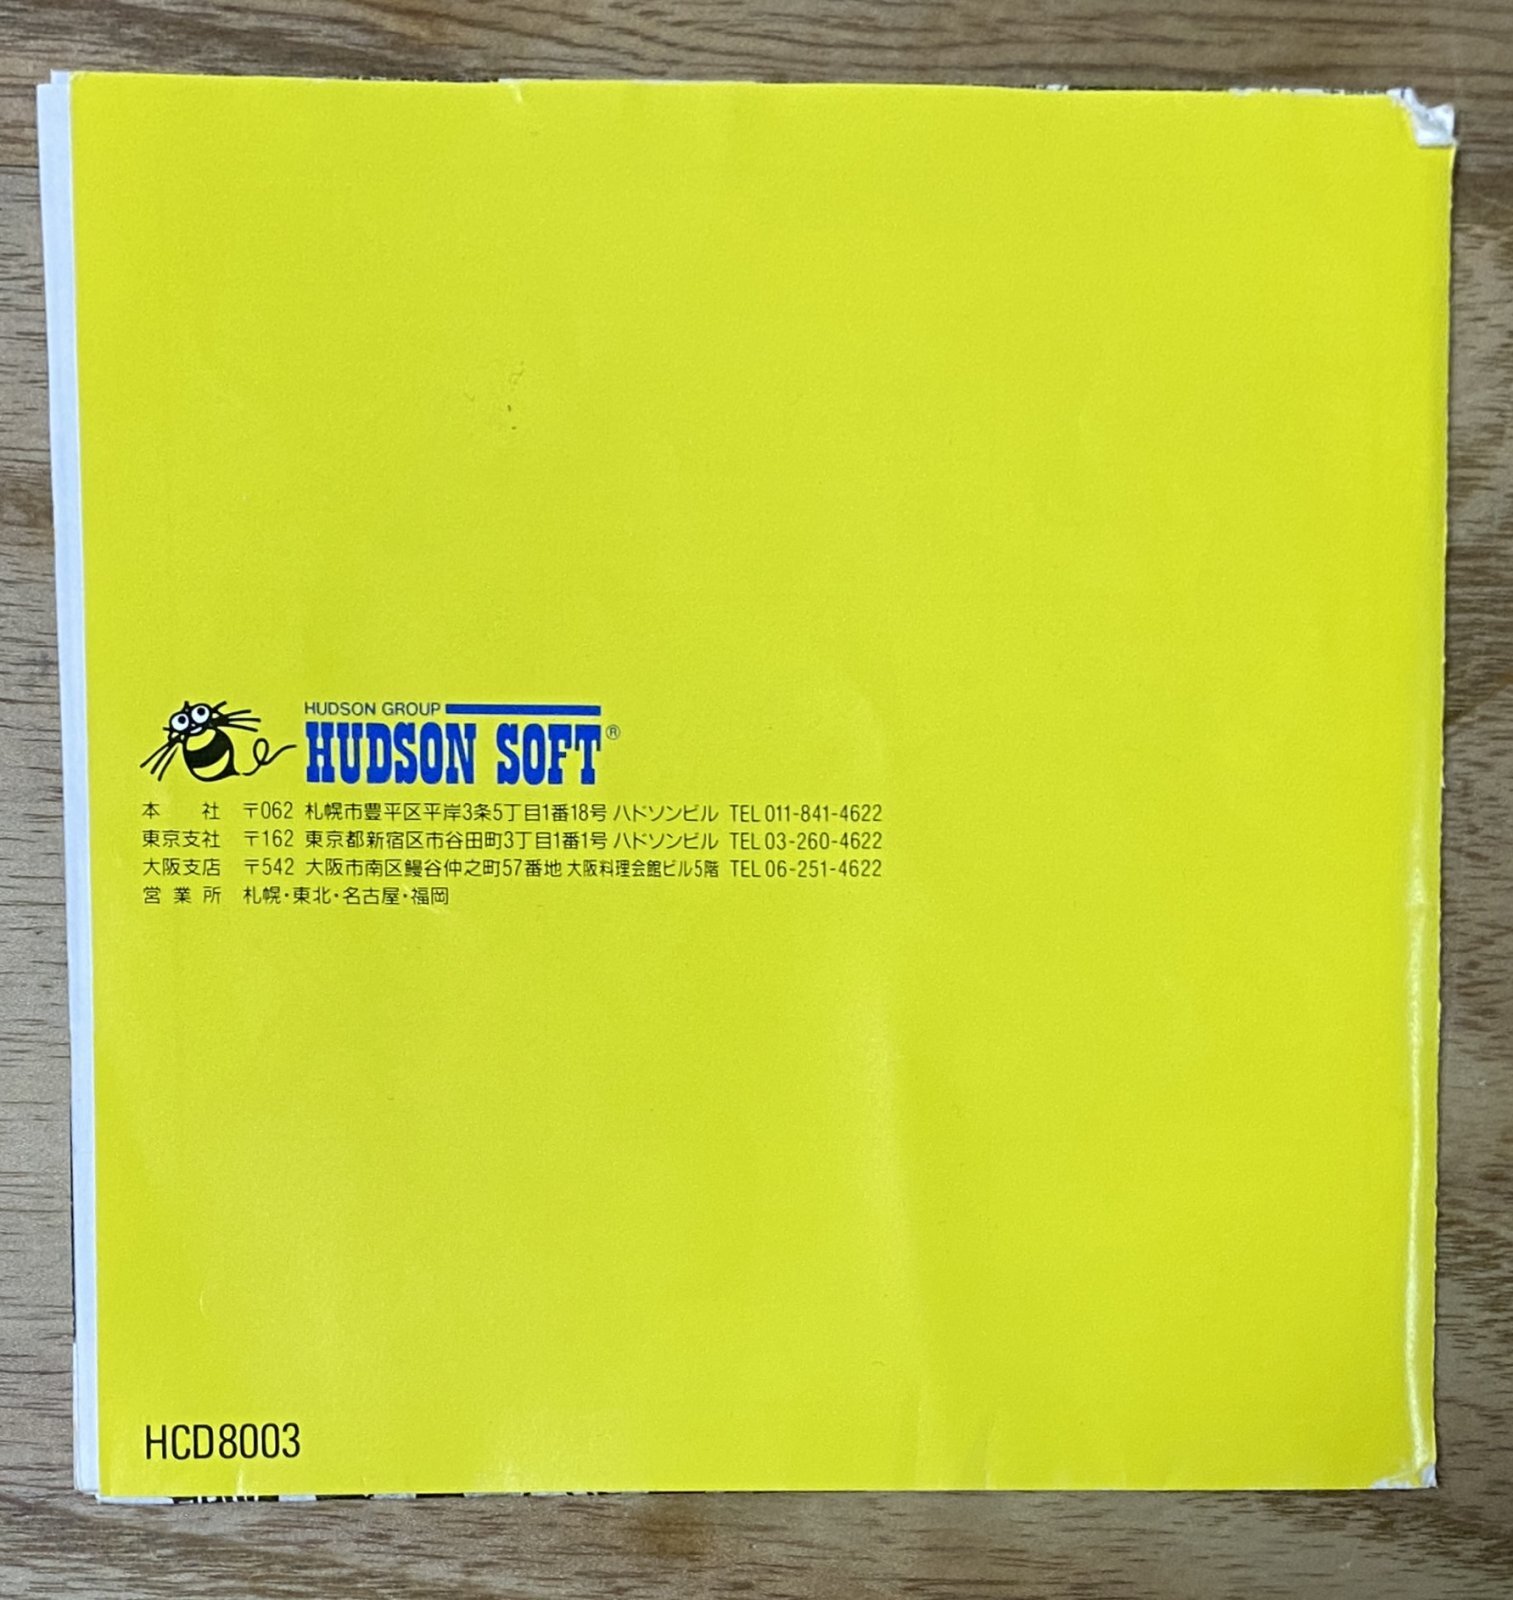 HUDSON GROUP
HUDSON SOFT®
本 社 〒062 札幌市豊平区平岸3条5丁目1番18号 ハドソンビル TEL 011-841-4622
東京支社 〒162 東京都新宿区市谷田町3丁目1番1号 ハドソンビル TEL 03-260-4622
大阪支店 〒542 大阪市南区鰻谷仲之町57番地 大阪料理会館ビル5階 TEL 06-251-4622
営業所 札幌・東北・名古屋・福岡
HCD8003